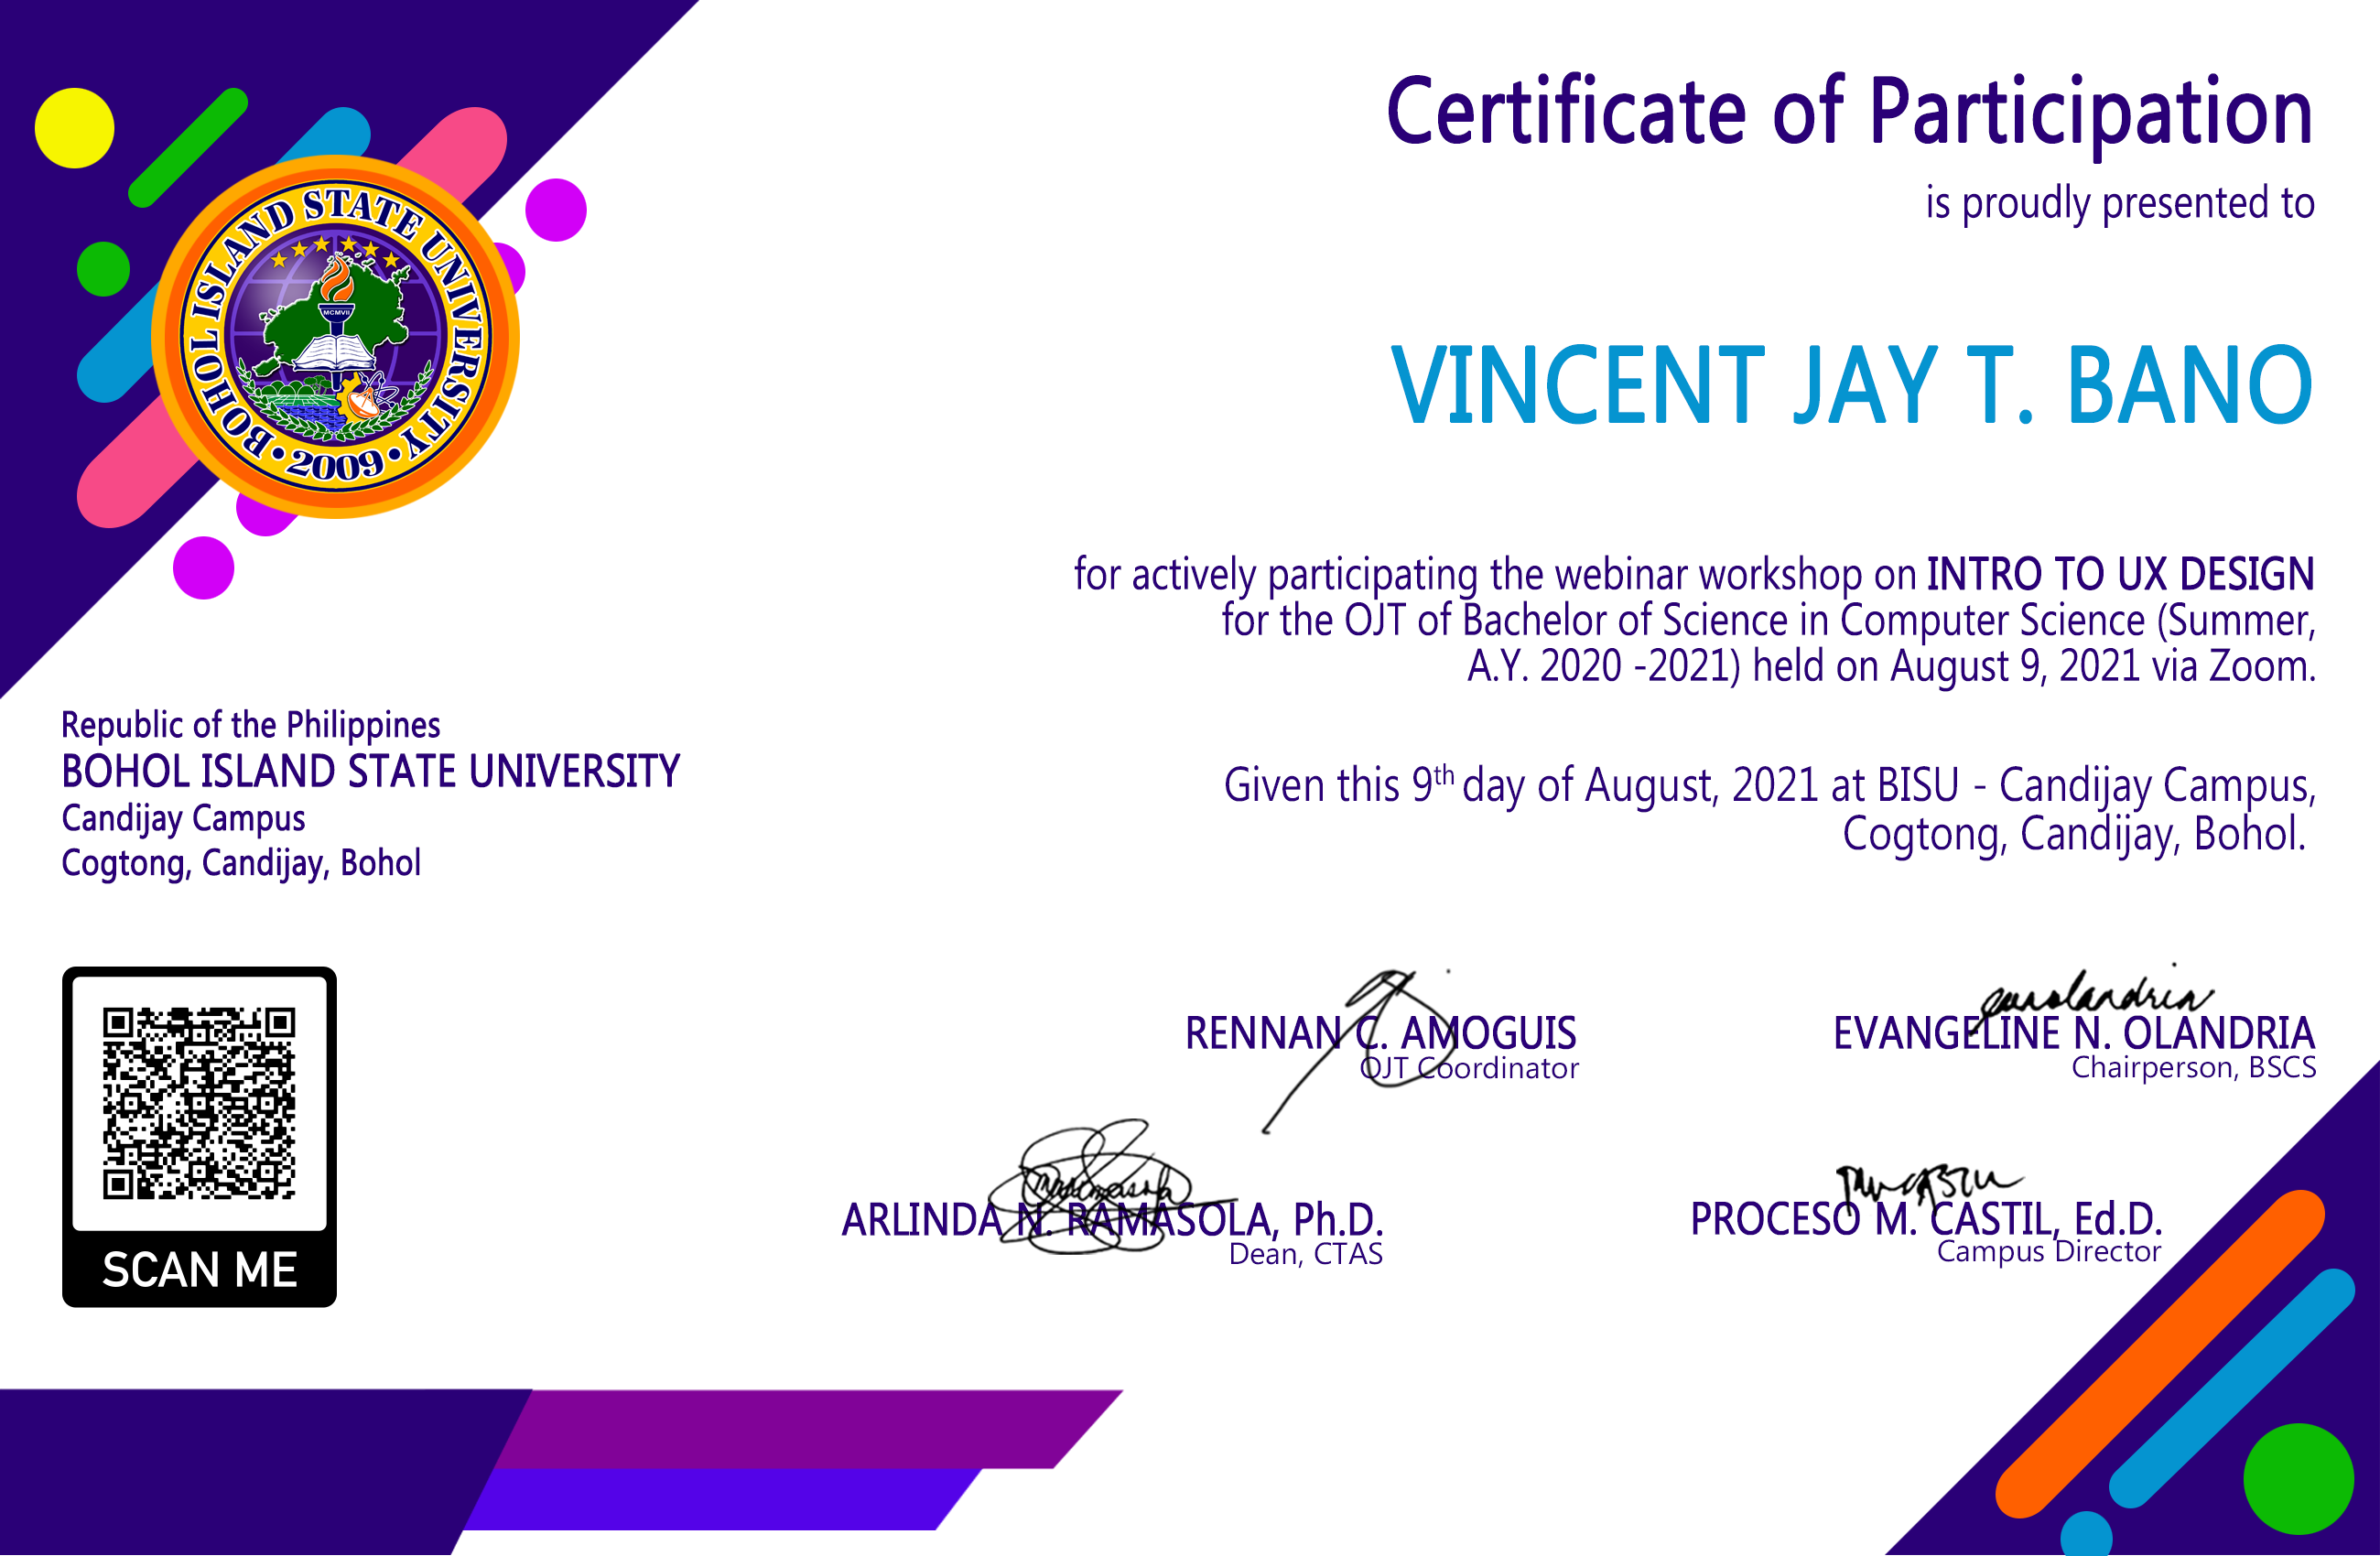 Certificate of Participation
is proudly presented to
VINCENT JAY T. BANO
for actively participating the webinar workshop on INTRO TO UX DESIGN
for the OJT of Bachelor of Science in Computer Science (Summer,
A.Y. 2020 -2021) held on August 9, 2021 via Zoom.
Given this 9th day of August, 2021 at BISU - Candijay Campus,
Cogtong, Candijay, Bohol.
BOHOL ISLAND STATE UNIVERSITY
MCMVII
2009
Republic of the Philippines
BOHOL ISLAND STATE UNIVERSITY
Candijay Campus
Cogtong, Candijay, Bohol
SCAN ME
RENNAN C. AMOGUIS
OJT Coordinator
EVANGELINE N. OLANDRIA
Chairperson, BSCS
ARLINDA N. RAMASOLA, Ph.D.
Dean, CTAS
PROCESO M. CASTIL, Ed.D.
Campus Director